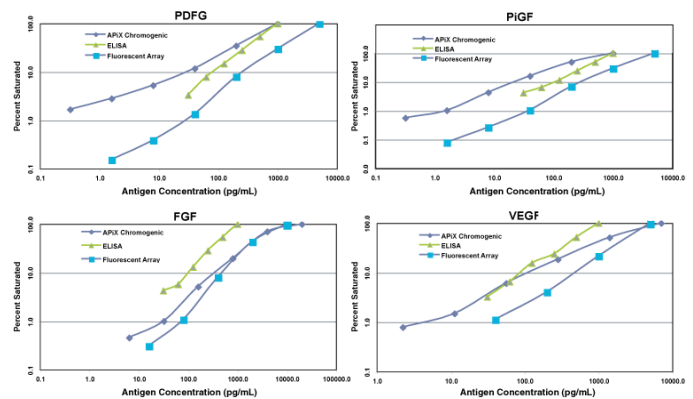 PDFG
100.0
10.0
1.0
0.1
Percent Saturated
APiX Chromogenic
ELISA
Fluorescent Array
0.1 1.0 10.0 100.0 1000.0 10000.0
Antigen Concentration (pg/mL)
PiGF
100.0
100.0
10.0
1.0
0.1
0.0
Percent Saturated
APiX Chromogenic
ELISA
Fluorescent Array
0.1 1.0 10.0 100.0 1000.0 10000.0
Antigen Concentration (pg/mL)
FGF
100.0
10.0
1.0
0.1
Percent Saturated
APiX Chromogenic
ELISA
Fluorescent Array
1.0 10.0 100.0 1000.0 10000.0 100000.0
Antigen Concentration (pg/mL)
VEGF
100.0
10.0
1.0
0.1
Percent Saturated
APiX Chromogenic
ELISA
Fluorescent Array
1.0 10.0 100.0 1000.0 10000.0
Antigen Concentration (pg/mL)